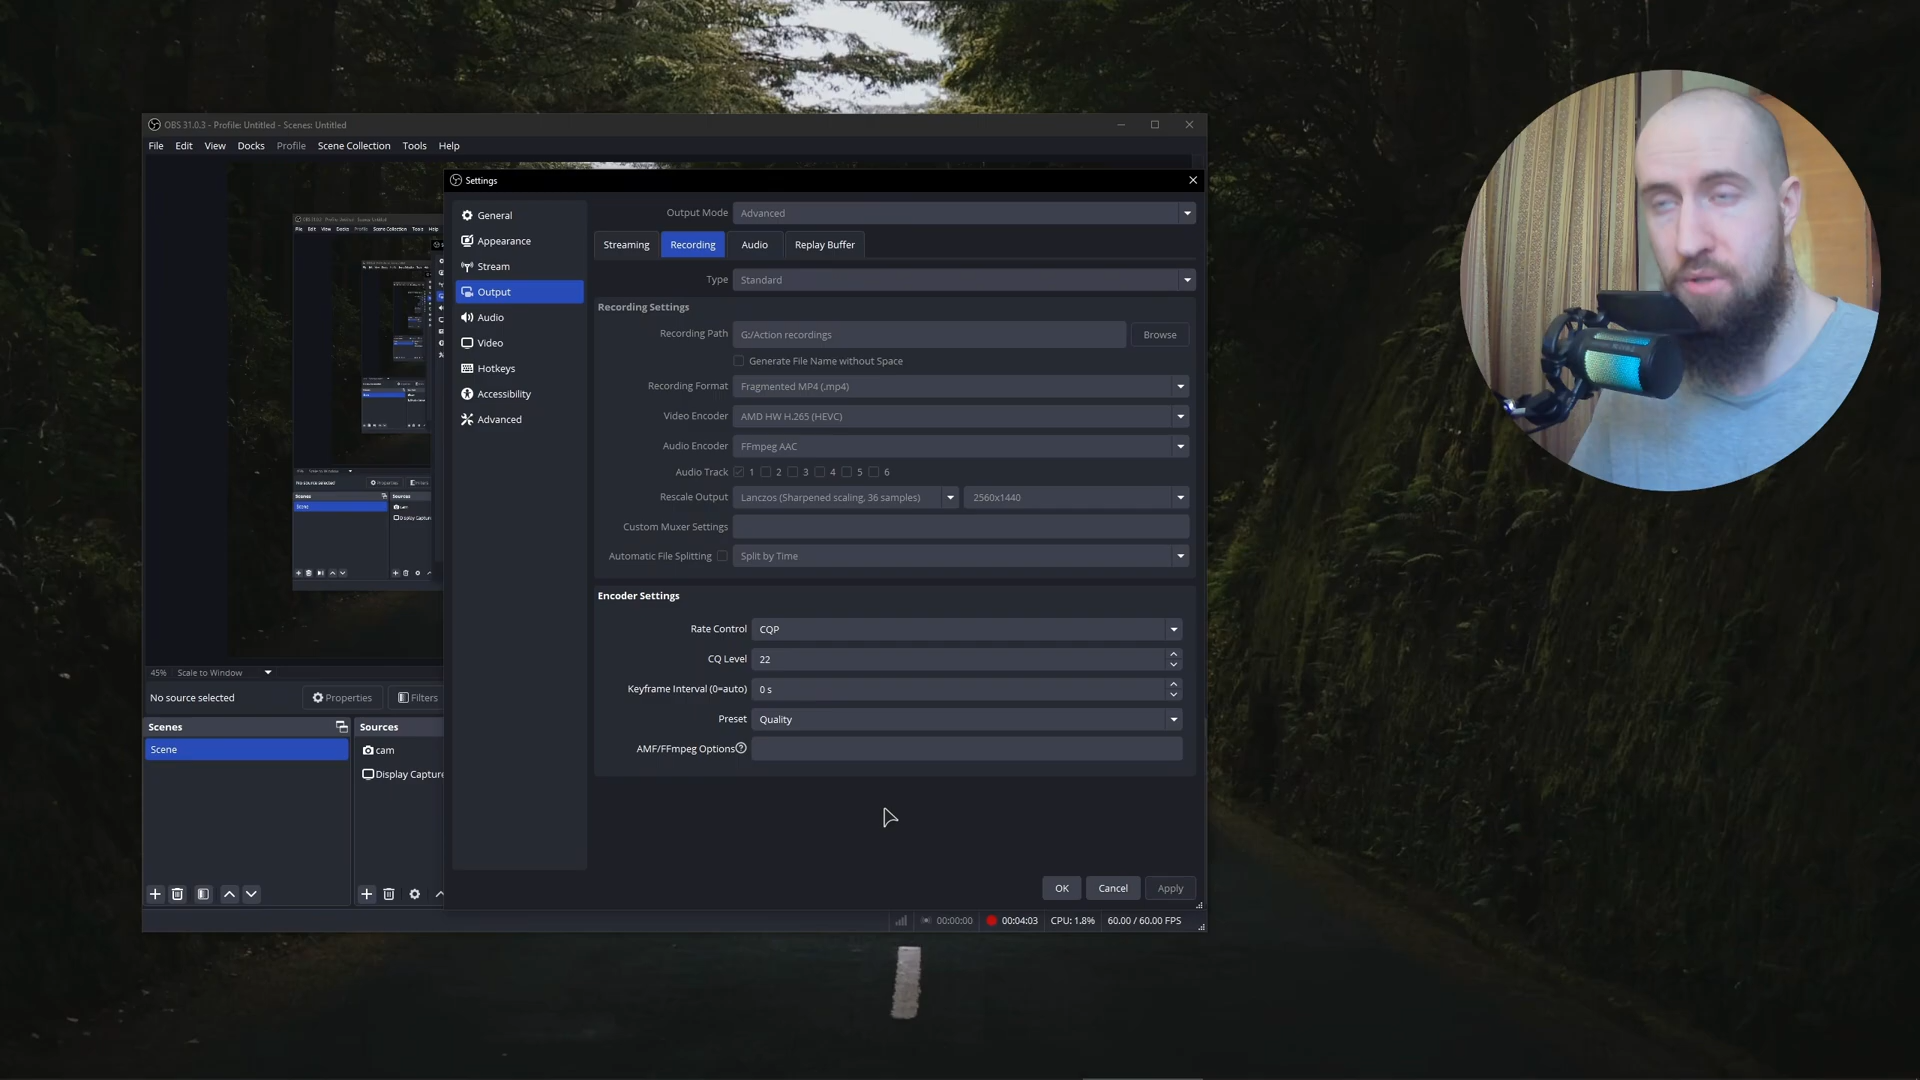 OBS 31.0.3 - Profile: Untitled - Scenes: Untitled
File Edit View Docks Profile Scene Collection Tools Help
Settings
General
Appearance
Stream
Output
Audio
Video
Hotkeys
Accessibility
Advanced
Output Mode Advanced
Streaming Recording Audio Replay Buffer
Type Standard
Recording Settings
Recording Path G:/Action recordings Browse
Generate File Name without Space
Recording Format Fragmented MP4 (.mp4)
Video Encoder AMD HW H.265 (HEVC)
Audio Encoder FFmpeg AAC
Audio Track 1 2 3 4 5 6
Rescale Output Lanczos (Sharpened scaling, 36 samples) 2560x1440
Custom Muxer Settings
Automatic File Splitting Split by Time
Encoder Settings
Rate Control CQP
CQ Level 22
Keyframe Interval (0=auto) 0 s
Preset Quality
AMF/FFmpeg Options
OK Cancel Apply
45% Scale to Window
No source selected Properties Filters
Scenes Sources
Scene
cam
Display Capture
00:00:00 00:04:03 CPU: 1.8% 60.00 / 60.00 FPS